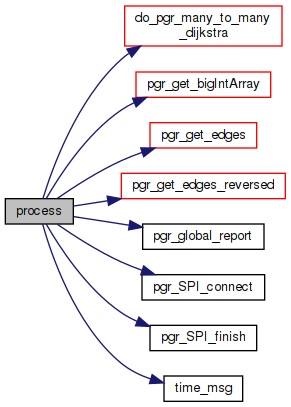 do_pgr_many_to_many
_dijkstra
pgr_get_bigIntArray
pgr_get_edges
pgr_get_edges_reversed
process
pgr_global_report
pgr_SPI_connect
pgr_SPI_finish
time_msg